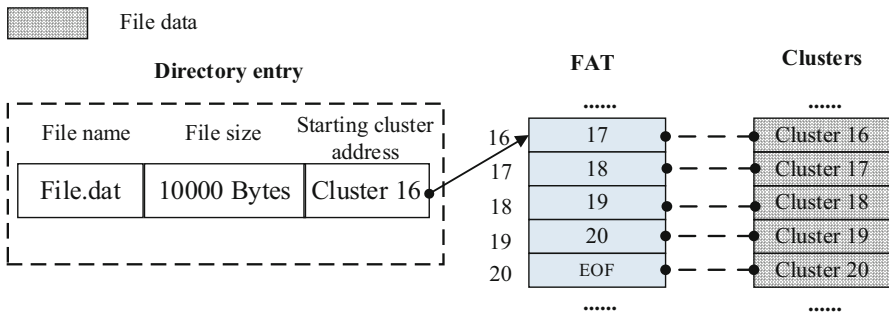 File data
Directory entry
FAT
Clusters
File name
File size
Starting cluster
address
File.dat
10000 Bytes
Cluster 16
......
......
16
17
Cluster 16
17
18
Cluster 17
18
19
Cluster 18
19
20
Cluster 19
20
EOF
Cluster 20
......
......